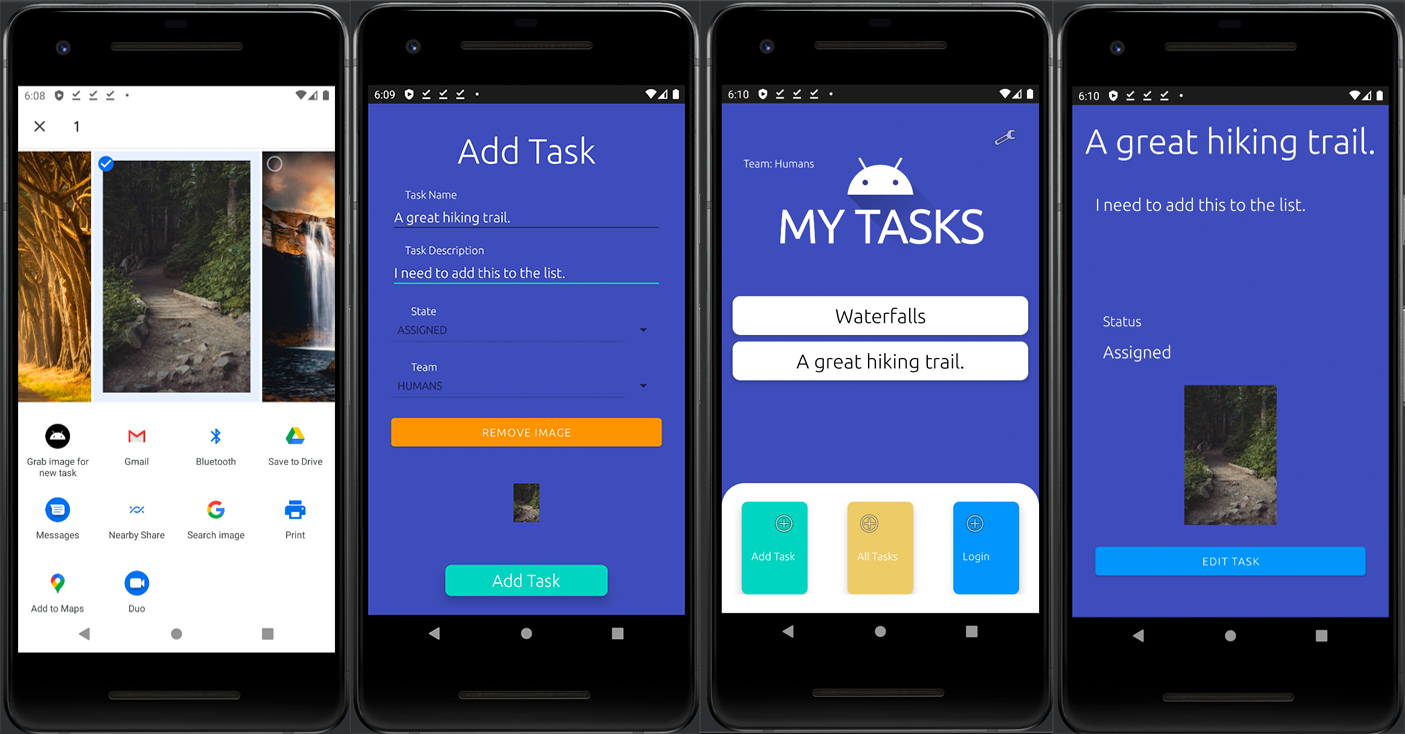 6:08
1
Grab image for
new task
Gmail
Bluetooth
Save to Drive
Messages
Nearby Share
Search image
Print
Add to Maps
Duo
6:09
Add Task
Task Name
A great hiking trail.
Task Description
I need to add this to the list.
State
ASSIGNED
Team
HUMANS
REMOVE IMAGE
Add Task
6:10
Team: Humans
MY TASKS
Waterfalls
A great hiking trail.
Add Task
All Tasks
Login
6:10
A great hiking trail.
I need to add this to the list.
Status
Assigned
EDIT TASK